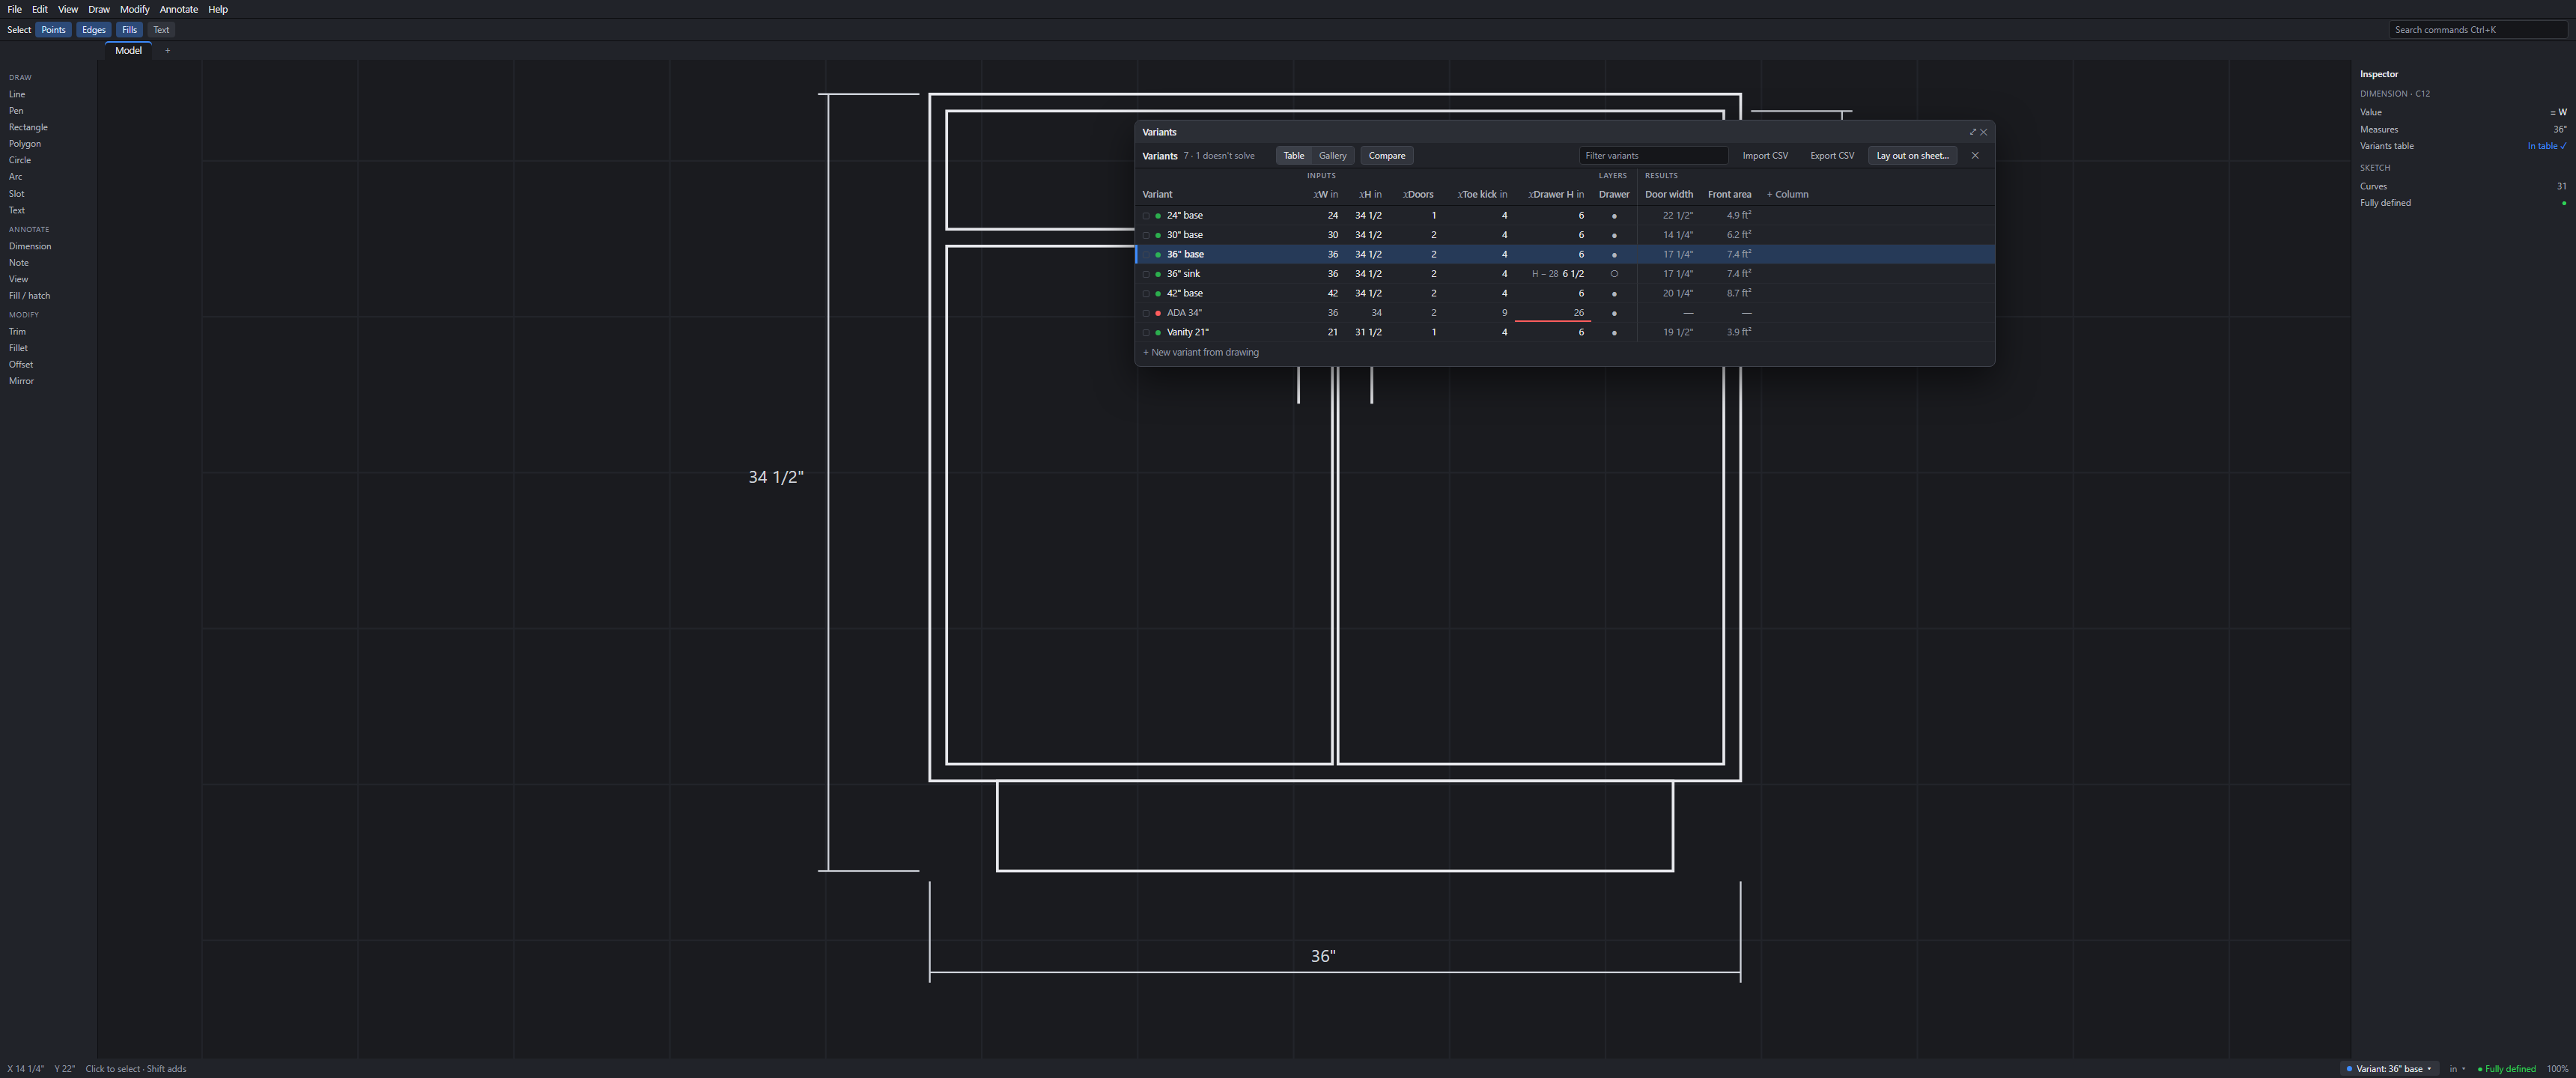 File Edit View Draw Modify Annotate Help
Select Points Edges Fills Text Search commands Ctrl+K
Model +
DRAW
Line
Pen
Rectangle
Polygon
Circle
Arc
Slot
Text
ANNOTATE
Dimension
Note
View
Fill / hatch
MODIFY
Trim
Fillet
Offset
Mirror
34 1/2"
36"
Variants
Variants 7 · 1 doesn't solve Table Gallery Compare Filter variants Import CSV Export CSV Lay out on sheet...
INPUTS LAYERS RESULTS
Variant xW in xH in xDoors xToe kick in xDrawer H in Drawer Door width Front area + Column
24" base 24 34 1/2 1 4 6 22 1/2" 4.9 ft²
30" base 30 34 1/2 2 4 6 14 1/4" 6.2 ft²
36" base 36 34 1/2 2 4 6 17 1/4" 7.4 ft²
36" sink 36 34 1/2 2 4 H – 28 6 1/2 17 1/4" 7.4 ft²
42" base 42 34 1/2 2 4 6 20 1/4" 8.7 ft²
ADA 34" 36 34 2 9 26 — —
Vanity 21" 21 31 1/2 1 4 6 19 1/2" 3.9 ft²
+ New variant from drawing
Inspector
DIMENSION · C12
Value = W
Measures 36"
Variants table In table ✓
SKETCH
Curves 31
Fully defined
X 14 1/4" Y 22" Click to select · Shift adds Variant: 36" base in Fully defined 100%